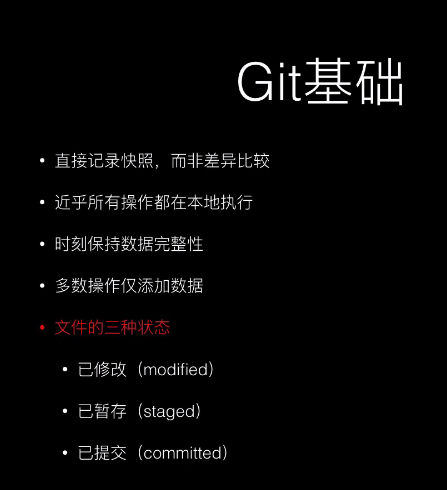 Git基础
• 直接记录快照，而非差异比较
• 近乎所有操作都在本地执行
• 时刻保持数据完整性
• 多数操作仅添加数据
• 文件的三种状态
• 已修改（modified）
• 已暂存（staged）
• 已提交（committed）